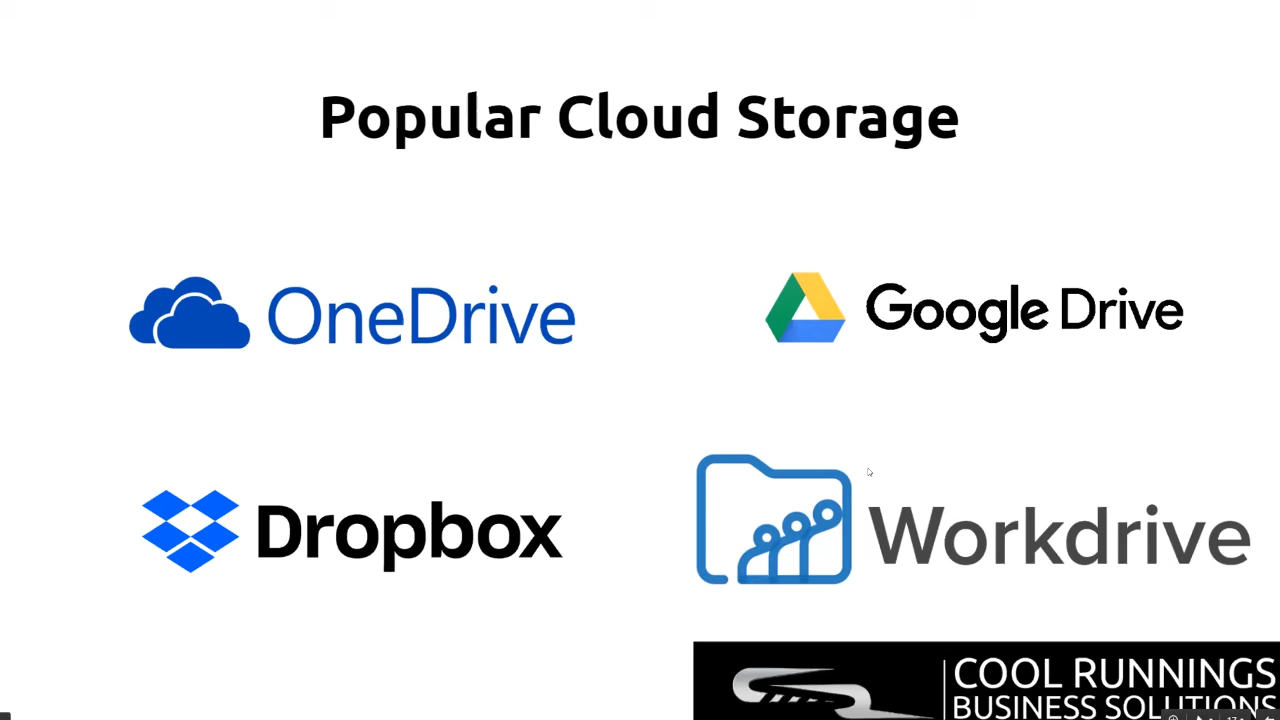 Popular Cloud Storage
OneDrive
Google Drive
Dropbox
Workdrive
COOL RUNNINGS
BUSINESS SOLUTIONS